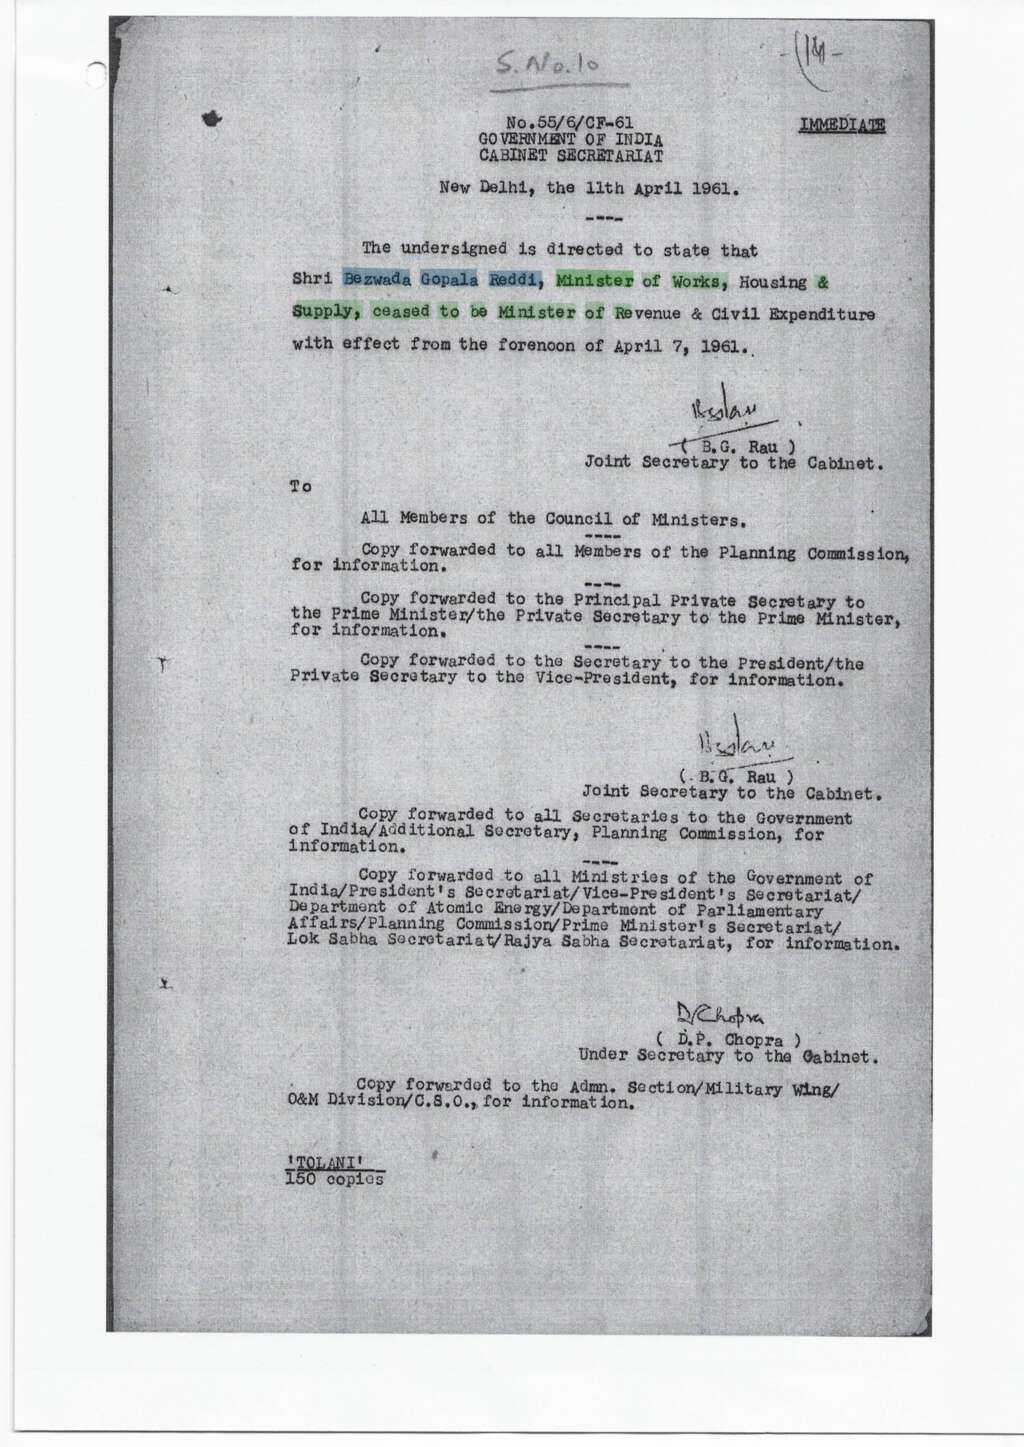 S.No.10
-(14)-
No.55/6/CF-61
IMMEDIATE
GOVERNMENT OF INDIA
CABINET SECRETARIAT
New Delhi, the 11th April 1961.
----
The undersigned is directed to state that
Shri Bezwada Gopala Reddi, Minister of Works, Housing &
Supply, ceased to be Minister of Revenue & Civil Expenditure
with effect from the forenoon of April 7, 1961.
( B.G. Rau )
Joint Secretary to the Cabinet.
To
All Members of the Council of Ministers.
----
Copy forwarded to all Members of the Planning Commission,
for information.
----
Copy forwarded to the Principal Private Secretary to
the Prime Minister/the Private Secretary to the Prime Minister,
for information.
----
Copy forwarded to the Secretary to the President/the
Private Secretary to the Vice-President, for information.
( B.G. Rau )
Joint Secretary to the Cabinet.
Copy forwarded to all Secretaries to the Government
of India/Additional Secretary, Planning Commission, for
information.
----
Copy forwarded to all Ministries of the Government of
India/President's Secretariat/Vice-President's Secretariat/
Department of Atomic Energy/Department of Parliamentary
Affairs/Planning Commission/Prime Minister's Secretariat/
Lok Sabha Secretariat/Rajya Sabha Secretariat, for information.
DPChopra
( D.P. Chopra )
Under Secretary to the Cabinet.
Copy forwarded to the Admn. Section/Military Wing/
O&M Division/C.S.O., for information.
'TOLANI'
150 copies